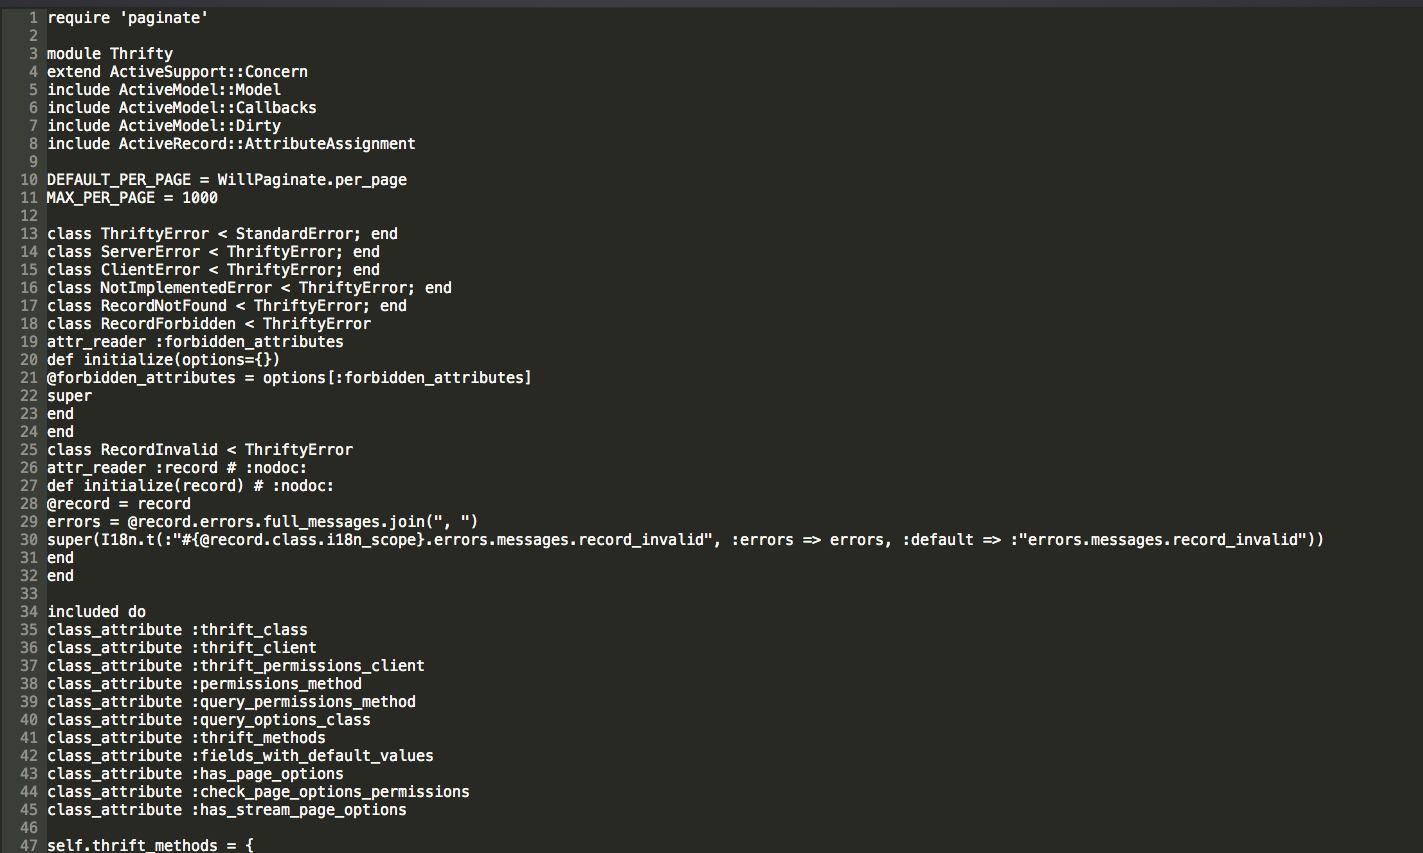 1 require 'paginate'
2
3 module Thrifty
4 extend ActiveSupport::Concern
5 include ActiveModel::Model
6 include ActiveModel::Callbacks
7 include ActiveModel::Dirty
8 include ActiveRecord::AttributeAssignment
9
10 DEFAULT_PER_PAGE = WillPaginate.per_page
11 MAX_PER_PAGE = 1000
12
13 class ThriftyError < StandardError; end
14 class ServerError < ThriftyError; end
15 class ClientError < ThriftyError; end
16 class NotImplementedError < ThriftyError; end
17 class RecordNotFound < ThriftyError; end
18 class RecordForbidden < ThriftyError
19 attr_reader :forbidden_attributes
20 def initialize(options={})
21 @forbidden_attributes = options[:forbidden_attributes]
22 super
23 end
24 end
25 class RecordInvalid < ThriftyError
26 attr_reader :record # :nodoc:
27 def initialize(record) # :nodoc:
28 @record = record
29 errors = @record.errors.full_messages.join(", ")
30 super(I18n.t(:"#{@record.class.i18n_scope}.errors.messages.record_invalid", :errors => errors, :default => :"errors.messages.record_invalid"))
31 end
32 end
33
34 included do
35 class_attribute :thrift_class
36 class_attribute :thrift_client
37 class_attribute :thrift_permissions_client
38 class_attribute :permissions_method
39 class_attribute :query_permissions_method
40 class_attribute :query_options_class
41 class_attribute :thrift_methods
42 class_attribute :fields_with_default_values
43 class_attribute :has_page_options
44 class_attribute :check_page_options_permissions
45 class_attribute :has_stream_page_options
46
47 self.thrift_methods = {